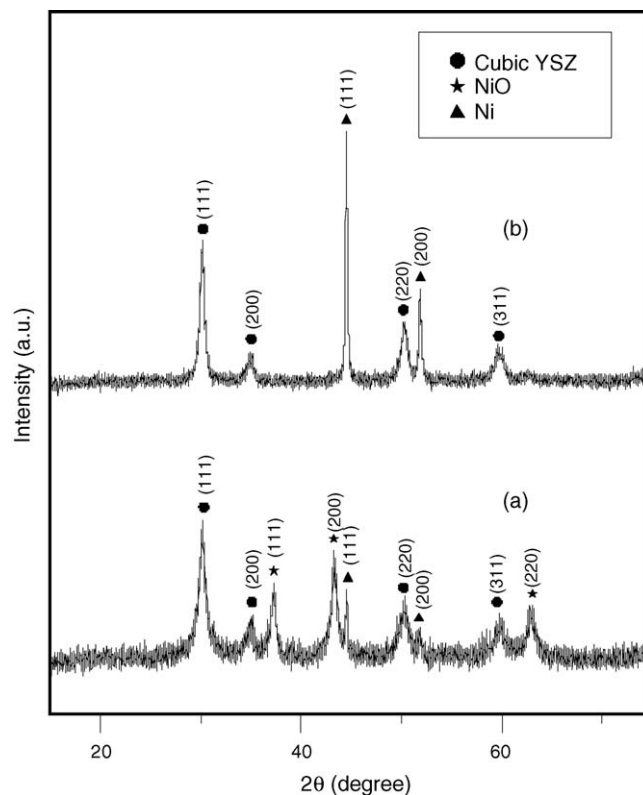 Cubic YSZ
NiO
Ni
(111)
(111)
(200)
(220)
(200)
(311)
(b)
(111)
(200)
(111)
(200)
(111)
(220)
(200)
(311)
(220)
(a)
Intensity (a.u.)
20
40
60
2θ (degree)